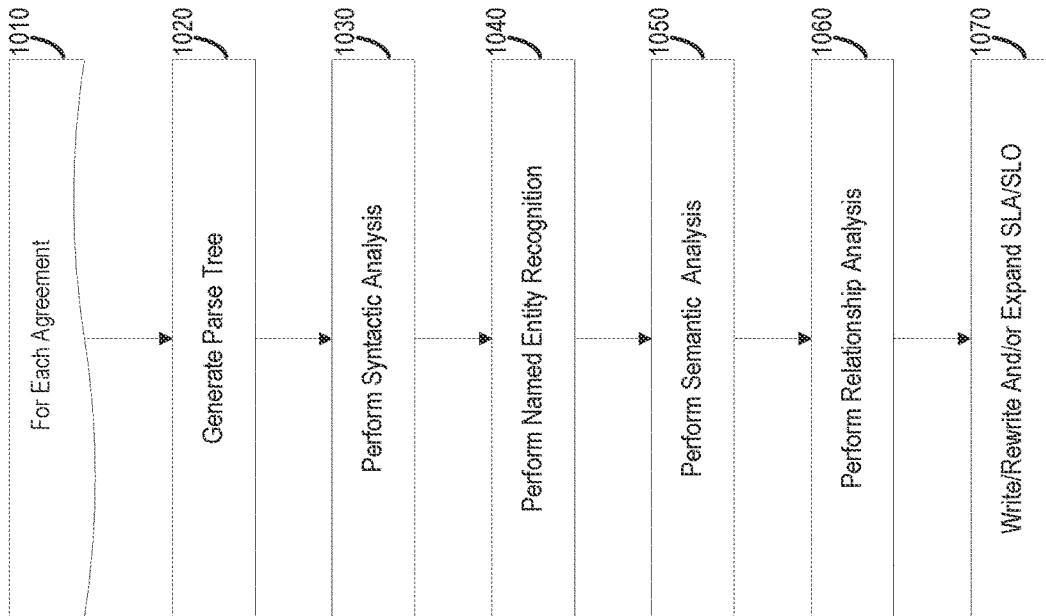 1010
For Each Agreement
1020
Generate Parse Tree
1030
Perform Syntactic Analysis
1040
Perform Named Entity Recognition
1050
Perform Semantic Analysis
1060
Perform Relationship Analysis
1070
Write/Rewrite And/or Expand SLA/SLO